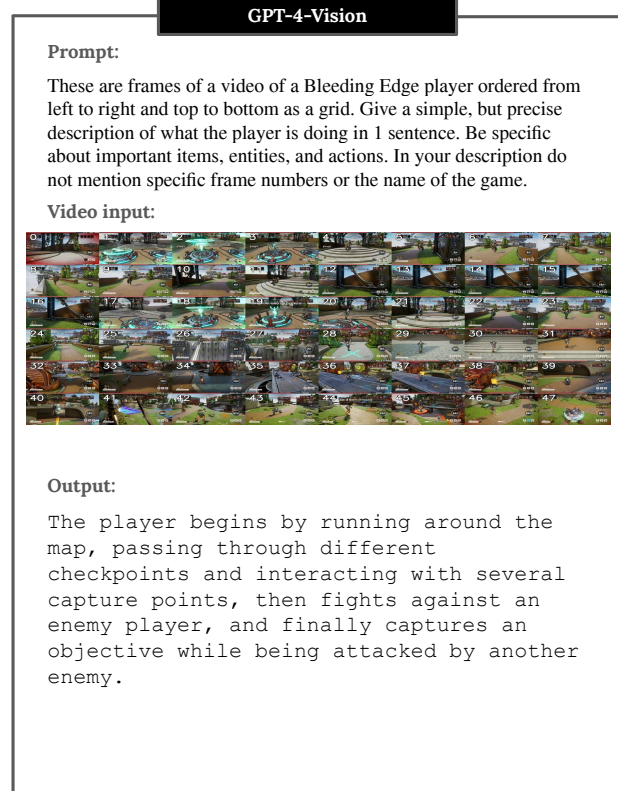 GPT-4-Vision
Prompt:
These are frames of a video of a Bleeding Edge player ordered from
left to right and top to bottom as a grid. Give a simple, but precise
description of what the player is doing in 1 sentence. Be specific
about important items, entities, and actions. In your description do
not mention specific frame numbers or the name of the game.
Video input:
0 1 2 3 4 5 6 7
8 9 10 11 12 13 14 15
16 17 18 19 20 21 22 23
24 25 26 27 28 29 30 31
32 33 34 35 36 37 38 39
40 41 42 43 44 45 46 47
Output:
The player begins by running around the
map, passing through different
checkpoints and interacting with several
capture points, then fights against an
enemy player, and finally captures an
objective while being attacked by another
enemy.